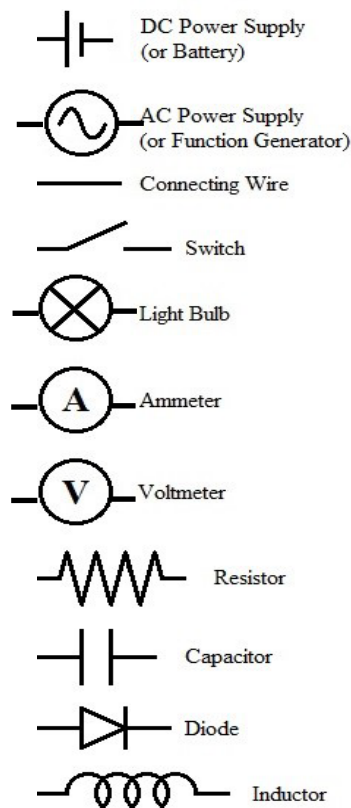 DC Power Supply
(or Battery)
AC Power Supply
(or Function Generator)
Connecting Wire
Switch
Light Bulb
A
Ammeter
V
Voltmeter
Resistor
Capacitor
Diode
Inductor